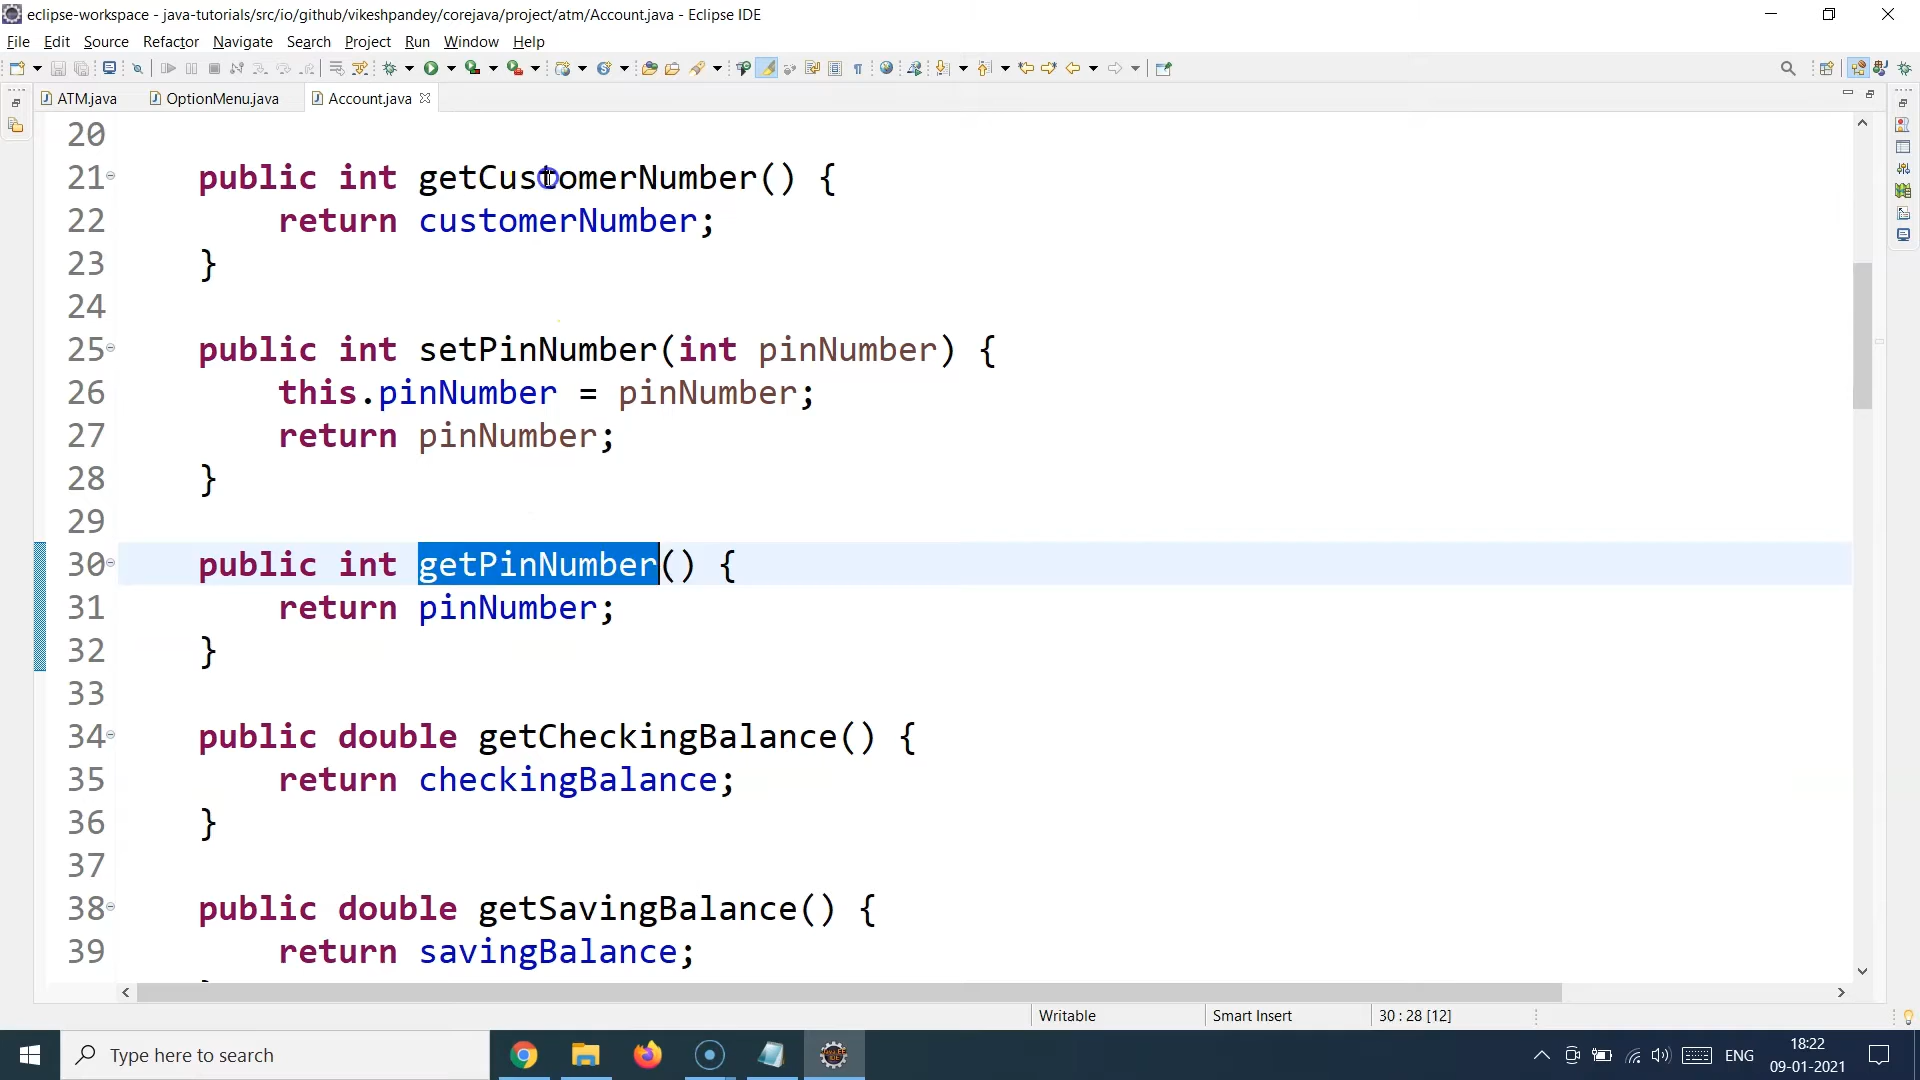 eclipse-workspace - java-tutorials/src/io/github/vikeshpandey/corejava/project/atm/Account.java - Eclipse IDE
File Edit Source Refactor Navigate Search Project Run Window Help
ATM.java OptionMenu.java Account.java
20
21 public int getCustomerNumber() {
22 return customerNumber;
23 }
24
25 public int setPinNumber(int pinNumber) {
26 this.pinNumber = pinNumber;
27 return pinNumber;
28 }
29
30 public int getPinNumber() {
31 return pinNumber;
32 }
33
34 public double getCheckingBalance() {
35 return checkingBalance;
36 }
37
38 public double getSavingBalance() {
39 return savingBalance;
Writable Smart Insert 30 : 28 [12]
Type here to search ENG 18:22
09-01-2021